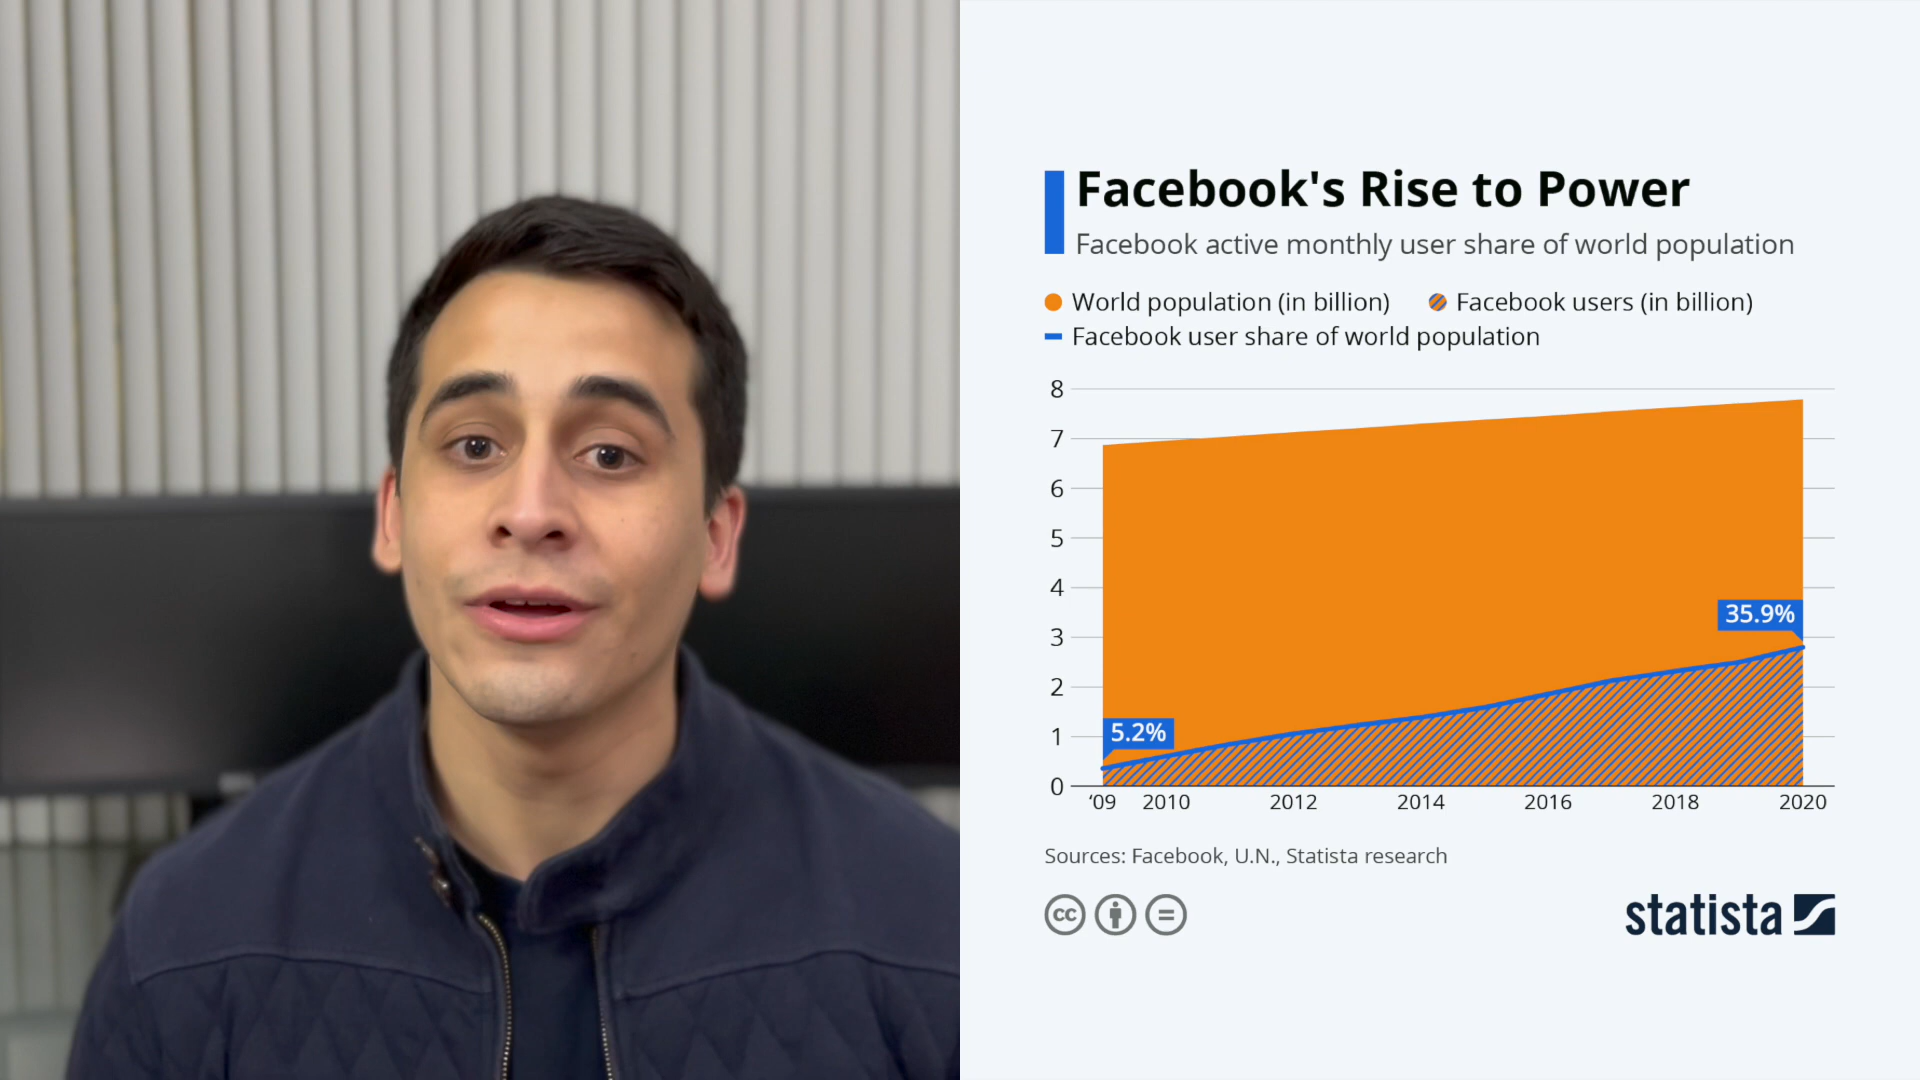 Facebook's Rise to Power
Facebook active monthly user share of world population
World population (in billion) Facebook users (in billion)
Facebook user share of world population
8
7
6
5
4
3
2
1
0
35.9%
5.2%
‘09 2010 2012 2014 2016 2018 2020
Sources: Facebook, U.N., Statista research
cc
statista